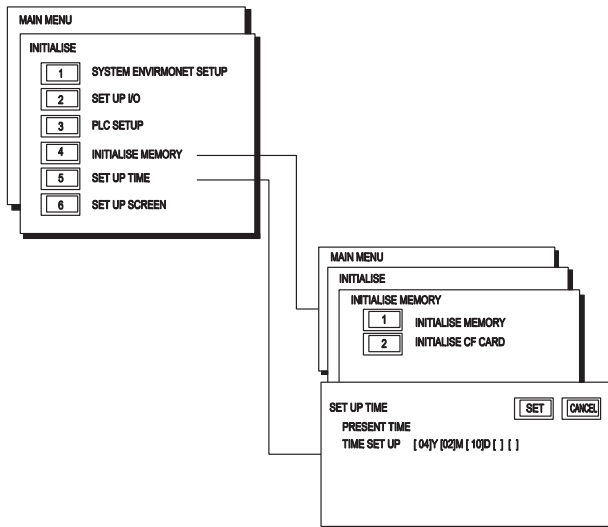 MAIN MENU
INITIALISE
1 SYSTEM ENVIRMONET SETUP
2 SET UP I/O
3 PLC SETUP
4 INITIALISE MEMORY
5 SET UP TIME
6 SET UP SCREEN
MAIN MENU
INITIALISE
INITIALISE MEMORY
1 INITIALISE MEMORY
2 INITIALISE CF CARD
SET UP TIME SET CANCEL
PRESENT TIME
TIME SET UP [ 04]Y [02]M [ 10]D [ ] [ ]